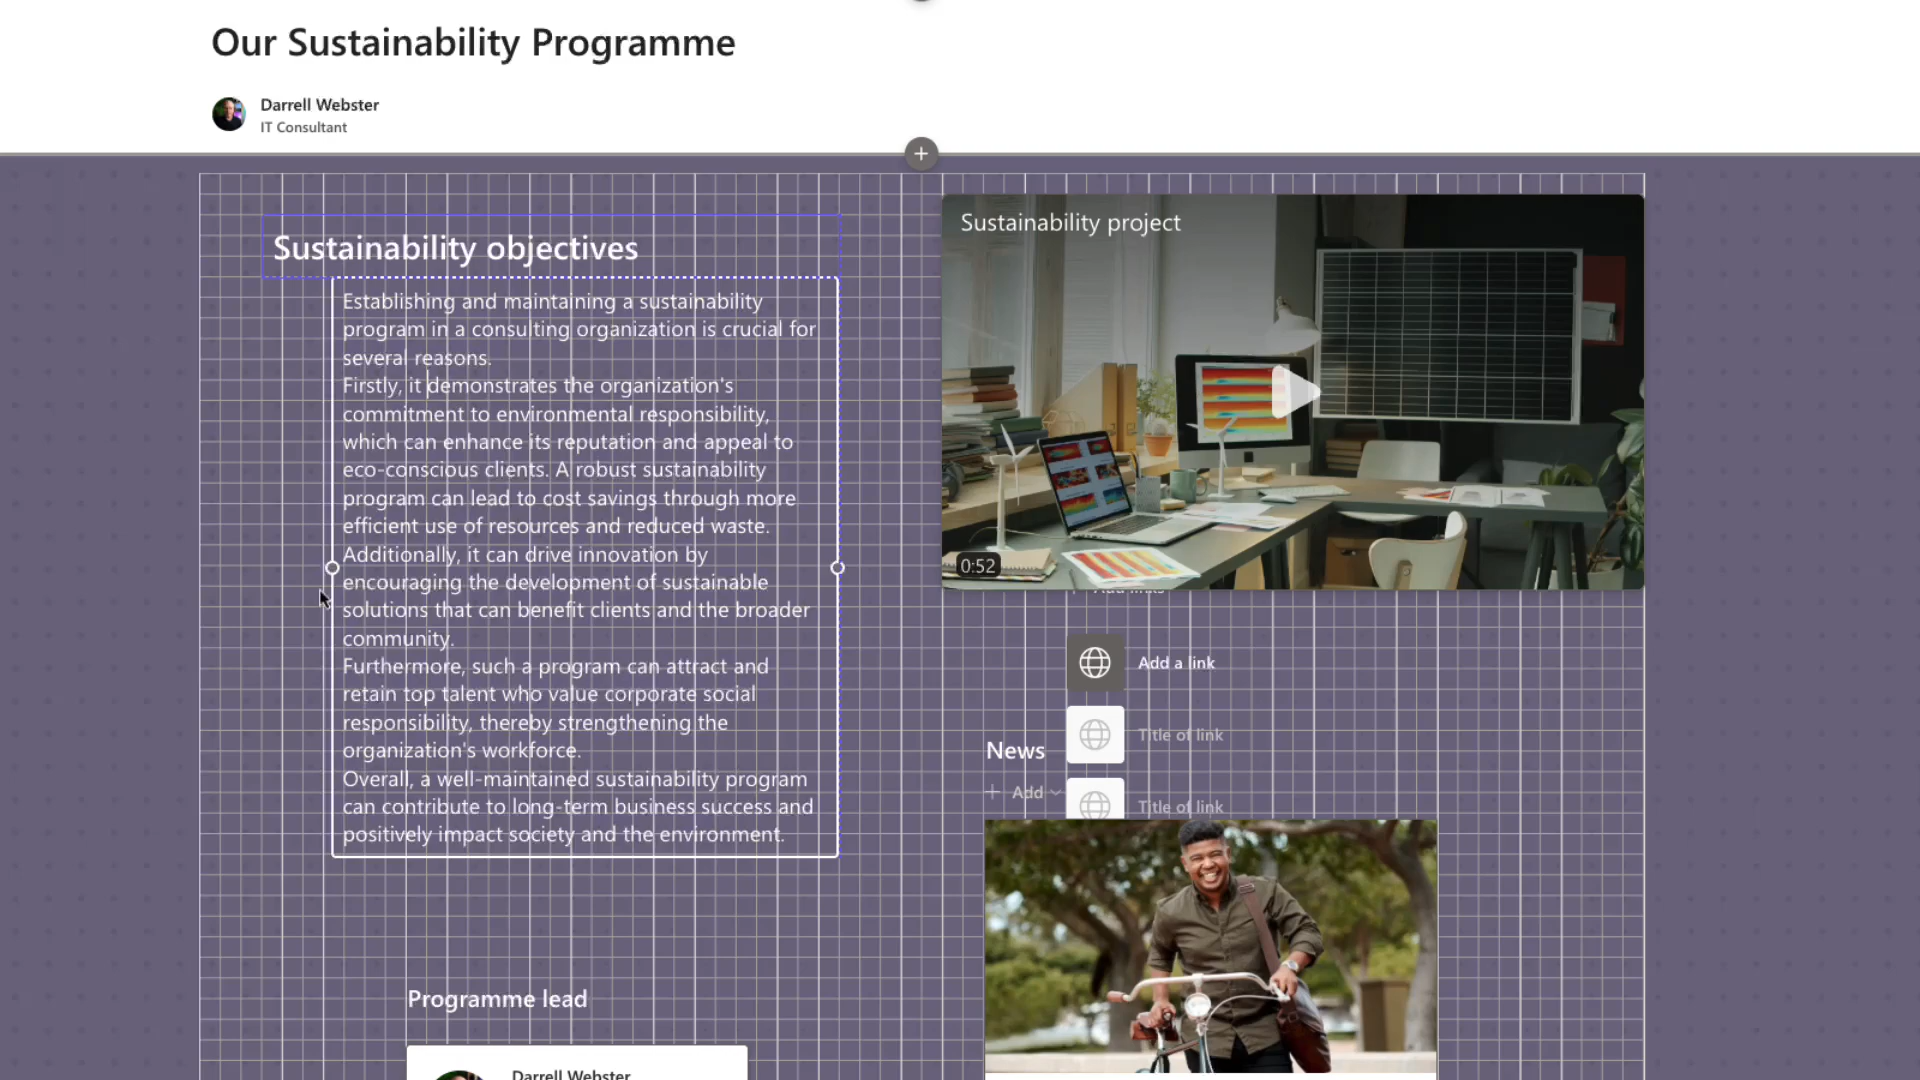 Our Sustainability Programme
Darrell Webster
IT Consultant
Sustainability objectives
Establishing and maintaining a sustainability
program in a consulting organization is crucial for
several reasons.
Firstly, it demonstrates the organization's
commitment to environmental responsibility,
which can enhance its reputation and appeal to
eco-conscious clients. A robust sustainability
program can lead to cost savings through more
efficient use of resources and reduced waste.
Additionally, it can drive innovation by
encouraging the development of sustainable
solutions that can benefit clients and the broader
community.
Furthermore, such a program can attract and
retain top talent who value corporate social
responsibility, thereby strengthening the
organization's workforce.
Overall, a well-maintained sustainability program
can contribute to long-term business success and
positively impact society and the environment.
Programme lead
Darrell Webster
Sustainability project
0:52
Add links
Add a link
Title of link
Title of link
News
+ Add